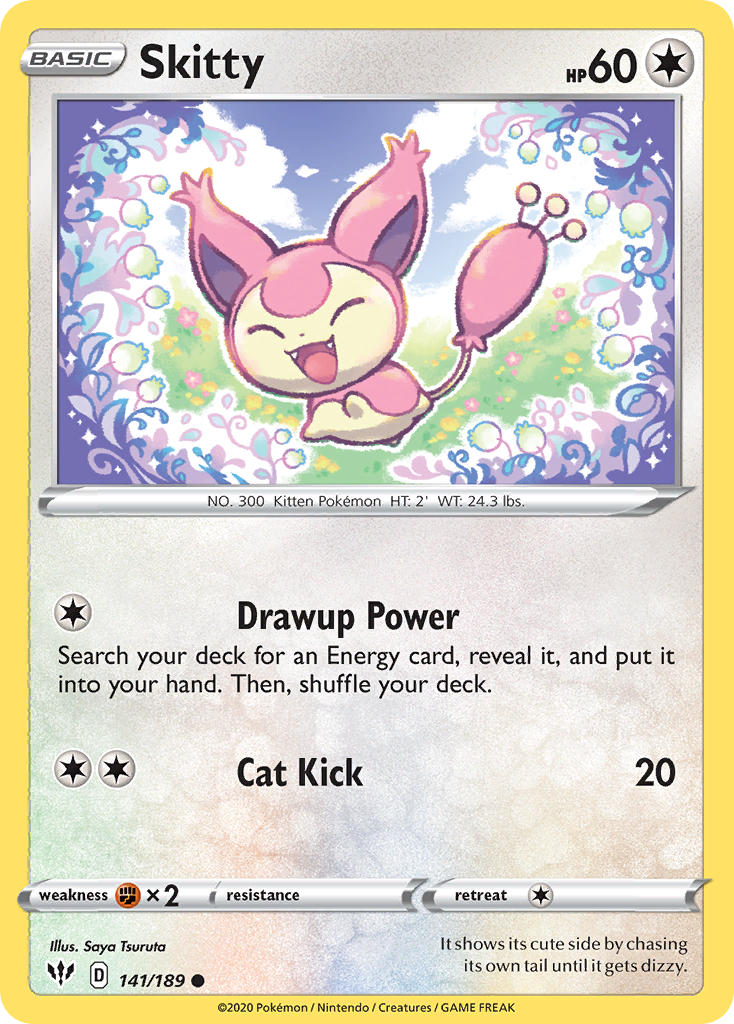 BASIC Skitty HP60
NO. 300 Kitten Pokémon HT: 2' WT: 24.3 lbs.
Drawup Power
Search your deck for an Energy card, reveal it, and put it
into your hand. Then, shuffle your deck.
Cat Kick 20
weakness ×2 resistance retreat
Illus. Saya Tsuruta
It shows its cute side by chasing
its own tail until it gets dizzy.
D 141/189
©2020 Pokémon / Nintendo / Creatures / GAME FREAK